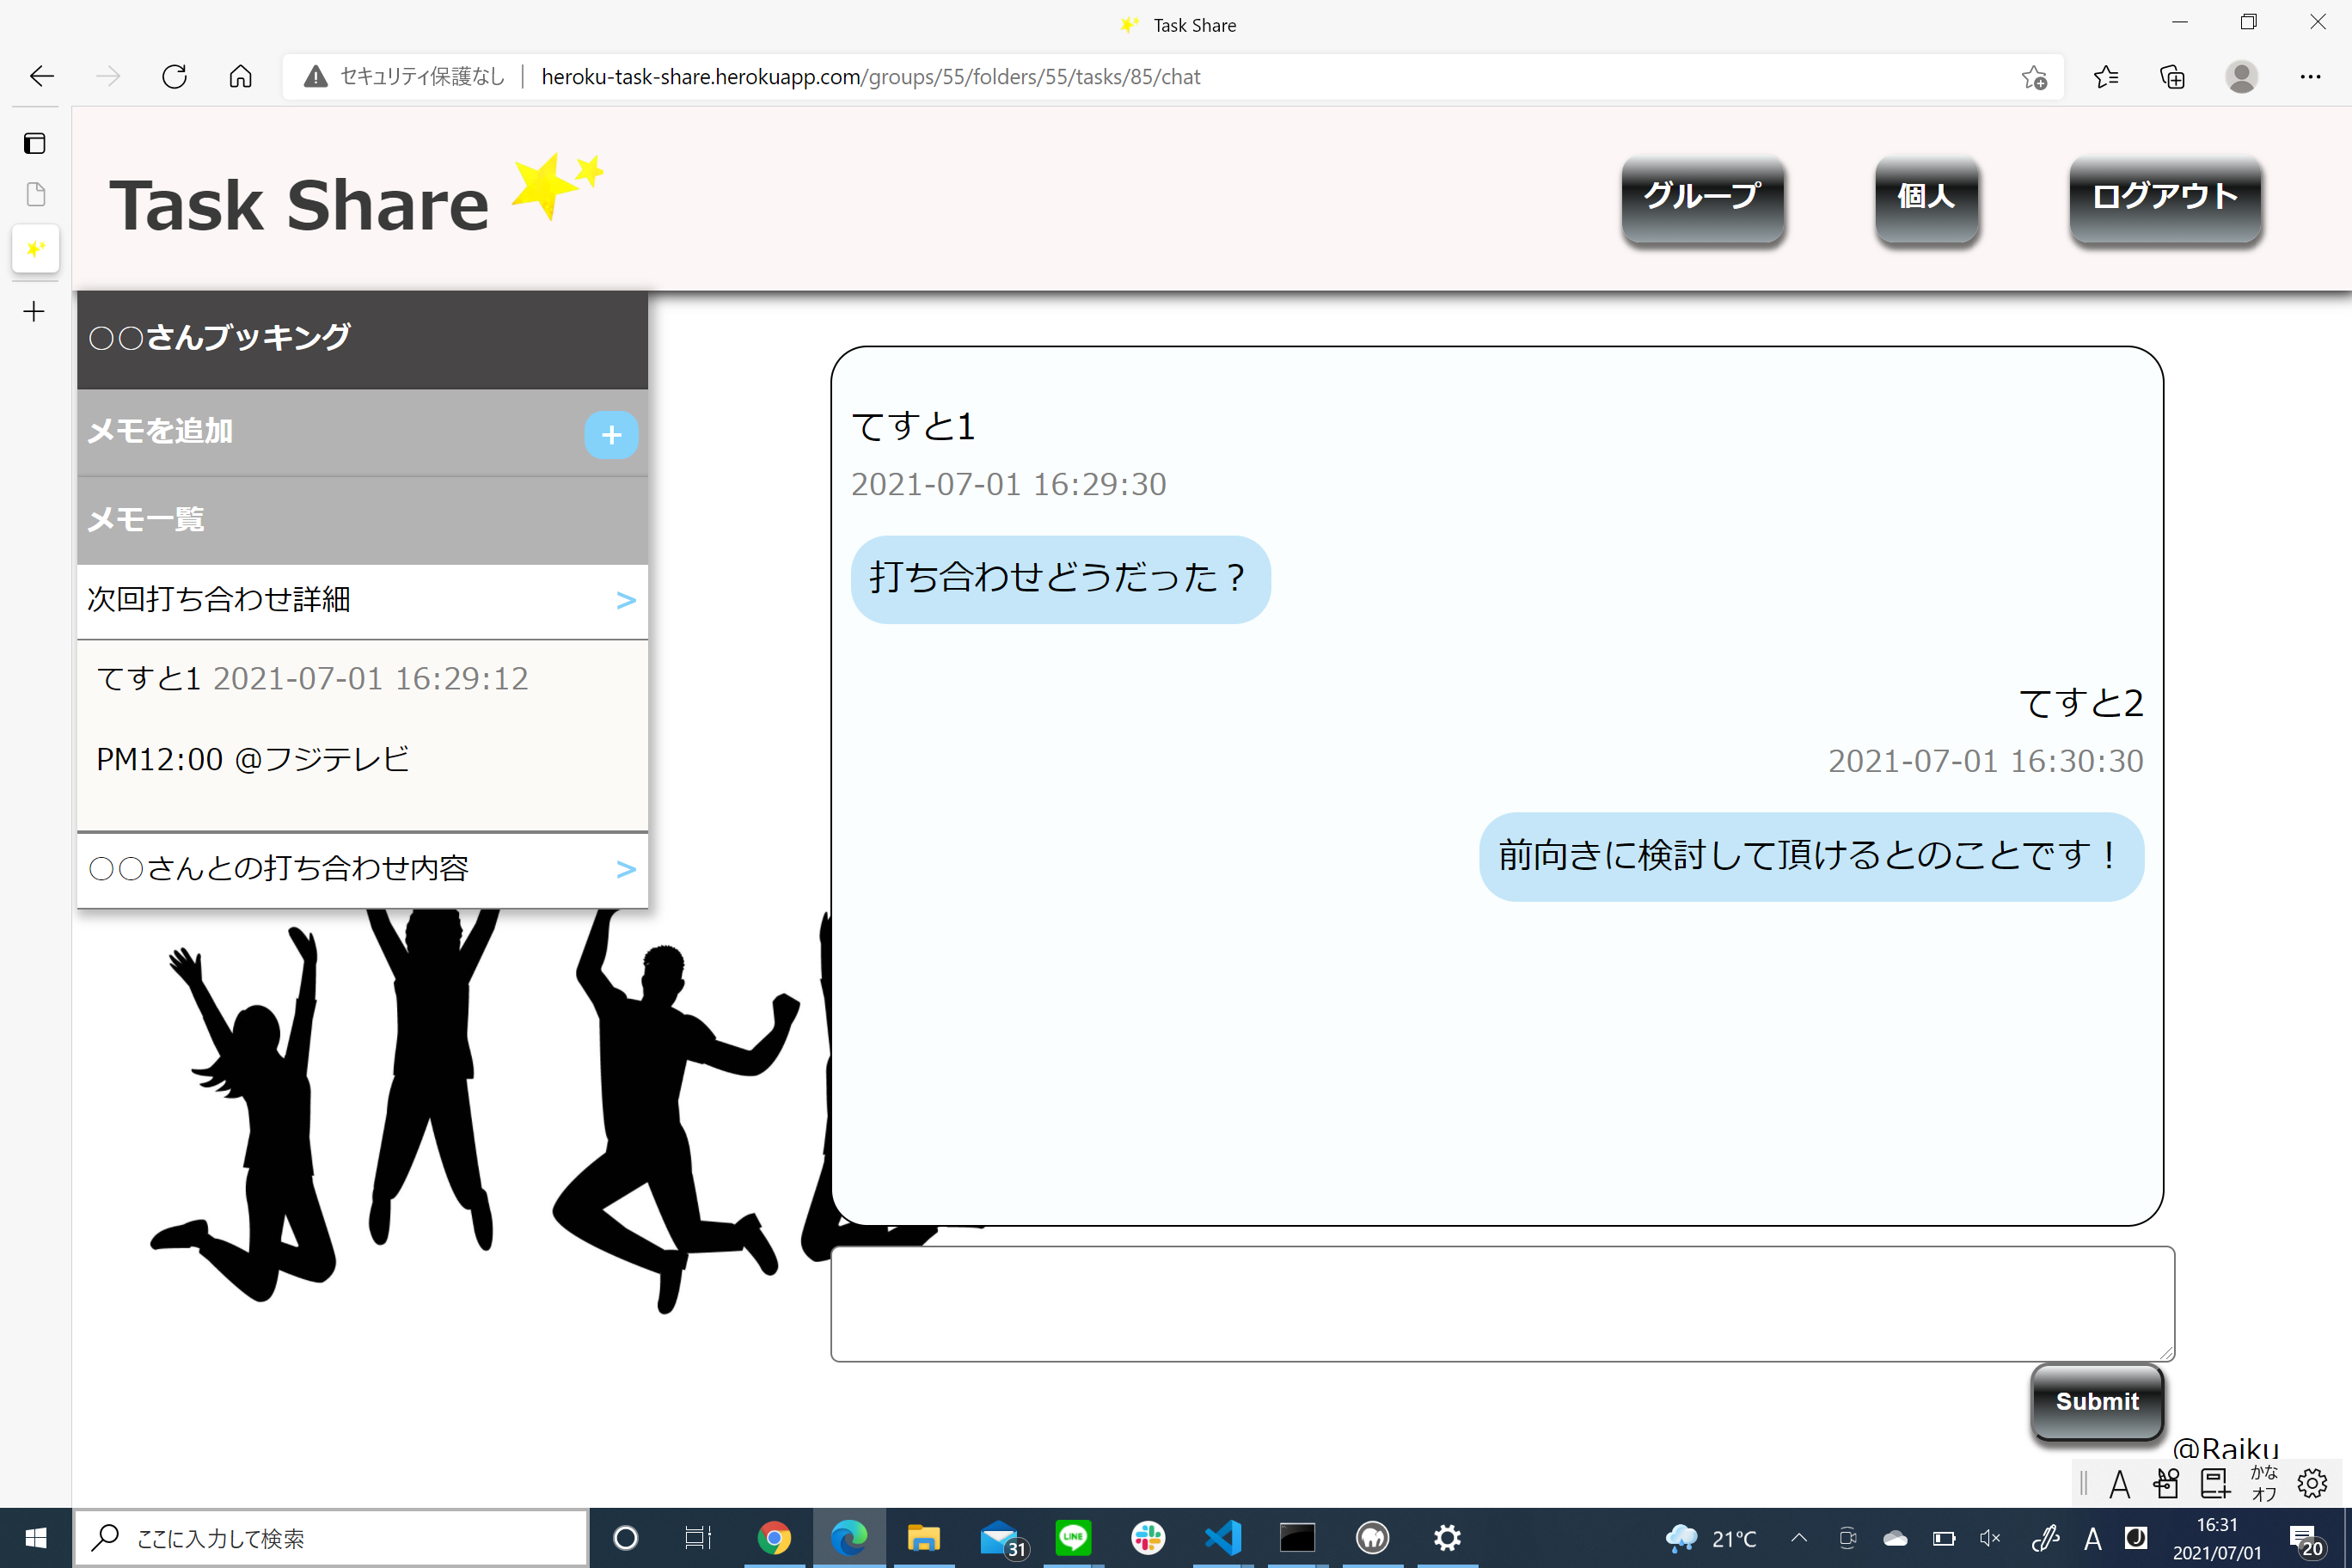 Task Share
セキュリティ保護なし
heroku-task-share.herokuapp.com/groups/55/folders/55/tasks/85/chat
Task Share
グループ
個人
ログアウト
〇〇さんブッキング
メモを追加
+
メモ一覧
次回打ち合わせ詳細
>
てすと1 2021-07-01 16:29:12
PM12:00 @フジテレビ
〇〇さんとの打ち合わせ内容
>
てすと1
2021-07-01 16:29:30
打ち合わせどうだった？
てすと2
2021-07-01 16:30:30
前向きに検討して頂けるとのことです！
Submit
@Raiku
A
かな
オフ
ここに入力して検索
31
LINE
21℃
A
J
16:31
2021/07/01
20